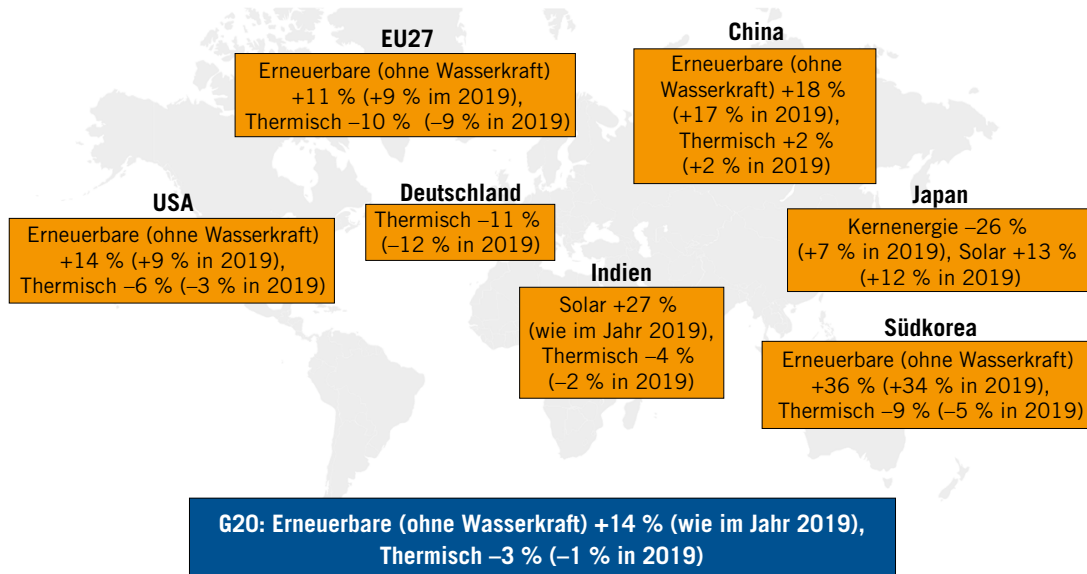 EU27
Erneuerbare (ohne Wasserkraft)
+11 % (+9 % im 2019),
Thermisch –10 % (–9 % in 2019)
China
Erneuerbare (ohne
Wasserkraft) +18 %
(+17 % in 2019),
Thermisch +2 %
(+2 % in 2019)
USA
Erneuerbare (ohne Wasserkraft)
+14 % (+9 % in 2019),
Thermisch –6 % (–3 % in 2019)
Deutschland
Thermisch –11 %
(–12 % in 2019)
Japan
Kernenergie –26 %
(+7 % in 2019), Solar +13 %
(+12 % in 2019)
Indien
Solar +27 %
(wie im Jahr 2019),
Thermisch –4 %
(–2 % in 2019)
Südkorea
Erneuerbare (ohne Wasserkraft)
+36 % (+34 % in 2019),
Thermisch –9 % (–5 % in 2019)
G20: Erneuerbare (ohne Wasserkraft) +14 % (wie im Jahr 2019),
Thermisch –3 % (–1 % in 2019)